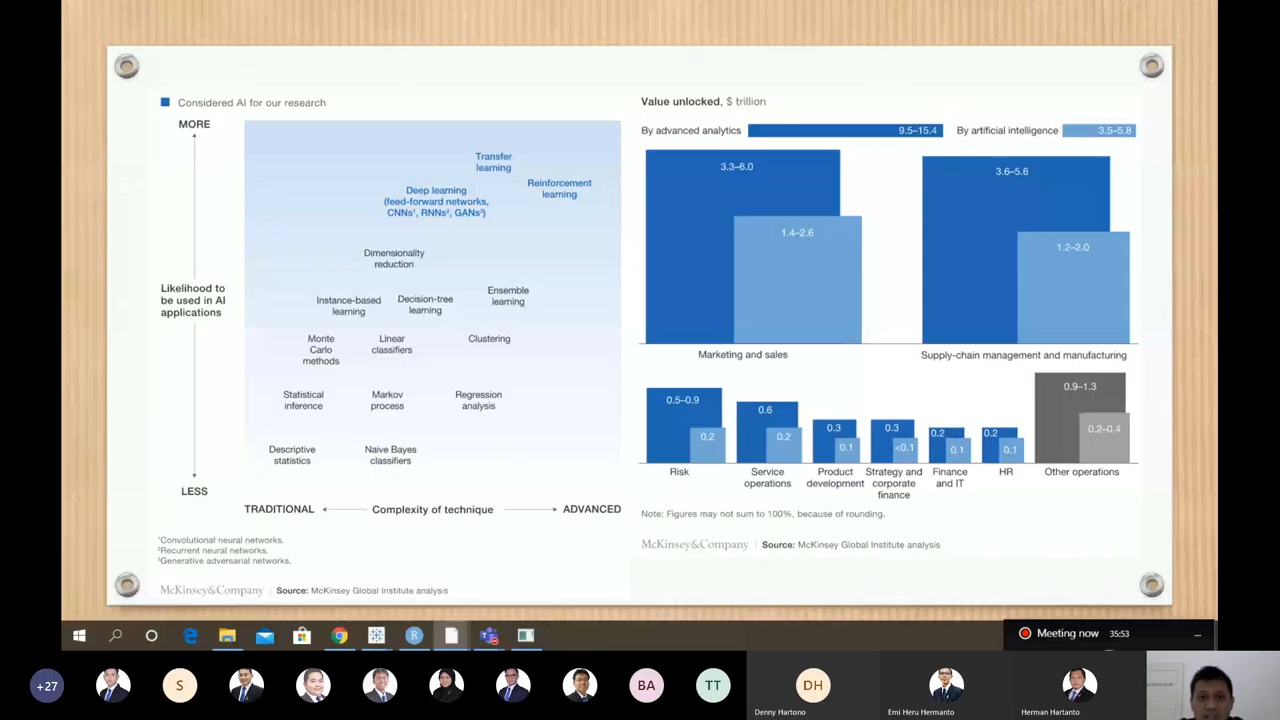 Considered AI for our research
MORE
Transfer
learning
Reinforcement
learning
Deep learning
(feed-forward networks,
CNNs¹, RNNs², GANs³)
Dimensionality
reduction
Likelihood to
be used in AI
applications
Instance-based
learning
Decision-tree
learning
Ensemble
learning
Monte
Carlo
methods
Linear
classifiers
Clustering
Statistical
inference
Markov
process
Regression
analysis
Descriptive
statistics
Naive Bayes
classifiers
LESS
TRADITIONAL
Complexity of technique
ADVANCED
¹Convolutional neural networks.
²Recurrent neural networks.
³Generative adversarial networks.
McKinsey&Company | Source: McKinsey Global Institute analysis
Value unlocked, $ trillion
By advanced analytics 9.5–15.4 By artificial intelligence 3.5–5.8
3.3–6.0
1.4–2.6
Marketing and sales
3.6–5.6
1.2–2.0
Supply-chain management and manufacturing
0.5–0.9
0.2
Risk
0.6
0.2
Service
operations
0.3
0.1
Product
development
0.3
<0.1
Strategy and
corporate
finance
0.2
0.1
Finance
and IT
0.2
0.1
HR
0.9–1.3
0.2–0.4
Other operations
Note: Figures may not sum to 100%, because of rounding.
McKinsey&Company | Source: McKinsey Global Institute analysis
R
Meeting now 35:53
+27
S
BA
TT
DH
Denny Hartono
Emi Heru Hermanto
Herman Hartanto